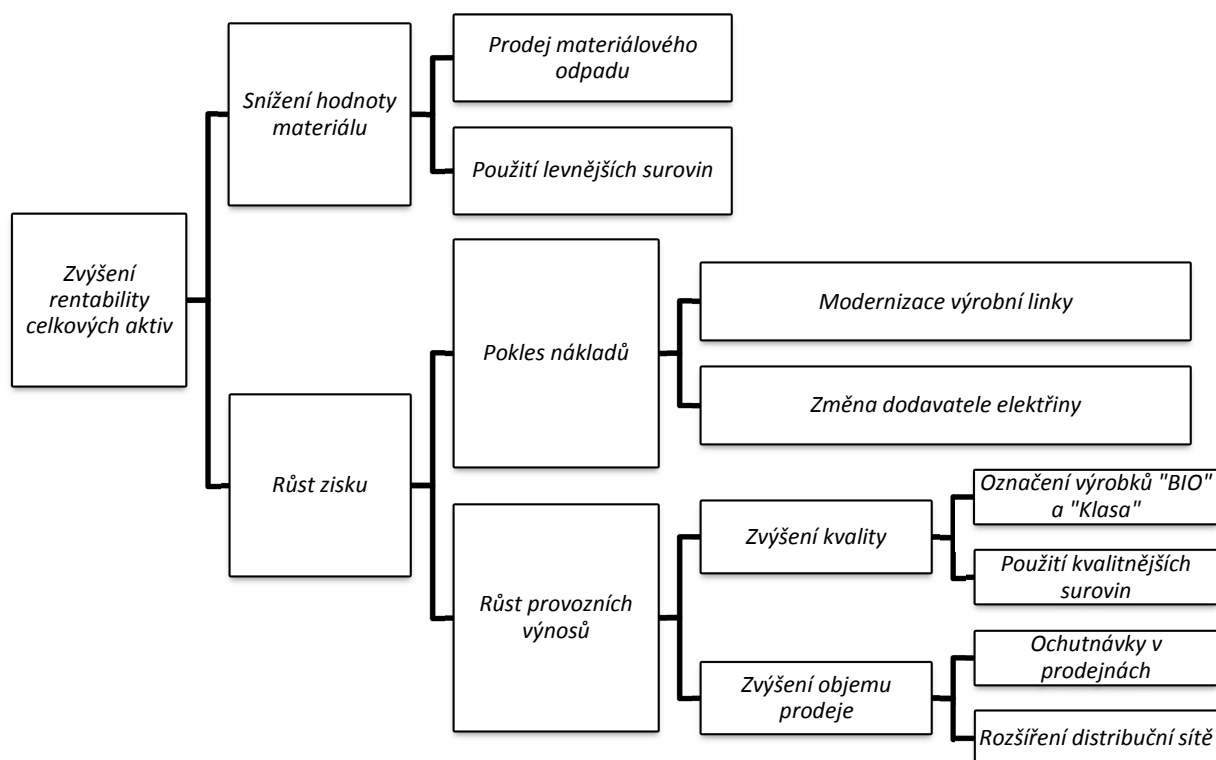 Prodej materiálového
odpadu
Snížení hodnoty
materiálu
Použití levnějších surovin
Zvýšení
rentability
celkových aktiv
Modernizace výrobní linky
Pokles nákladů
Změna dodavatele elektřiny
Růst zisku
Označení výrobků "BIO"
a "Klasa"
Zvýšení kvality
Použití kvalitnějších
surovin
Růst provozních
výnosů
Ochutnávky v
prodejnách
Zvýšení objemu
prodeje
Rozšíření distribuční sítě